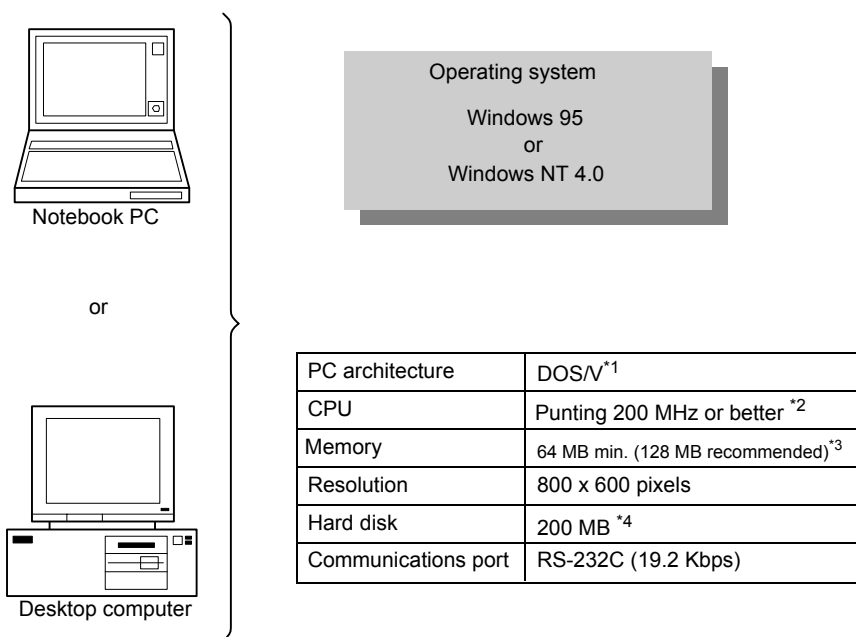 Notebook PC
or
Desktop computer
Operating system
Windows 95
or
Windows NT 4.0
PC architecture DOS/V*1
CPU Punting 200 MHz or better *2
Memory 64 MB min. (128 MB recommended)*3
Resolution 800 x 600 pixels
Hard disk 200 MB *4
Communications port RS-232C (19.2 Kbps)